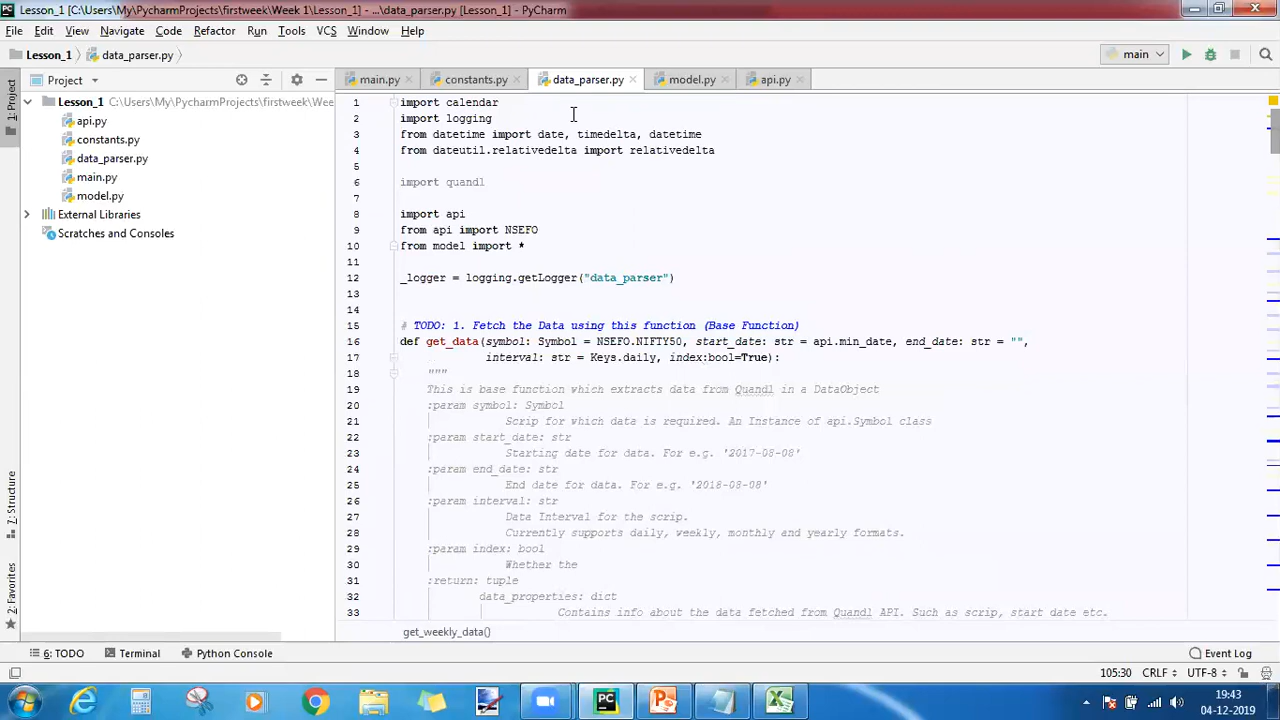 Lesson_1 [C:\Users\My\PycharmProjects\firstweek\Week 1\Lesson_1] - ...\data_parser.py [Lesson_1] - PyCharm
File Edit View Navigate Code Refactor Run Tools VCS Window Help
Lesson_1 data_parser.py main
1: Project
Project
main.py constants.py data_parser.py model.py api.py
Lesson_1 C:\Users\My\PycharmProjects\firstweek\Wee
api.py
constants.py
data_parser.py
main.py
model.py
External Libraries
Scratches and Consoles
1 import calendar
2 import logging
3 from datetime import date, timedelta, datetime
4 from dateutil.relativedelta import relativedelta
5
6 import quandl
7
8 import api
9 from api import NSEFO
10 from model import *
11
12 _logger = logging.getLogger("data_parser")
13
14
15 # TODO: 1. Fetch the Data using this function (Base Function)
16 def get_data(symbol: Symbol = NSEFO.NIFTY50, start_date: str = api.min_date, end_date: str = "",
17 interval: str = Keys.daily, index:bool=True):
18 """
19 This is base function which extracts data from Quandl in a DataObject
20 :param symbol: Symbol
21 Scrip for which data is required. An Instance of api.Symbol class
22 :param start_date: str
23 Starting date for data. For e.g. '2017-08-08'
24 :param end_date: str
25 End date for data. For e.g. '2018-08-08'
26 :param interval: str
27 Data Interval for the scrip.
28 Currently supports daily, weekly, monthly and yearly formats.
29 :param index: bool
30 Whether the
31 :return: tuple
32 data_properties: dict
33 Contains info about the data fetched from Quandl API. Such as scrip, start date etc.
get_weekly_data()
7: Structure
2: Favorites
6: TODO Terminal Python Console Event Log
105:30 CRLF UTF-8
PC
19:43
04-12-2019